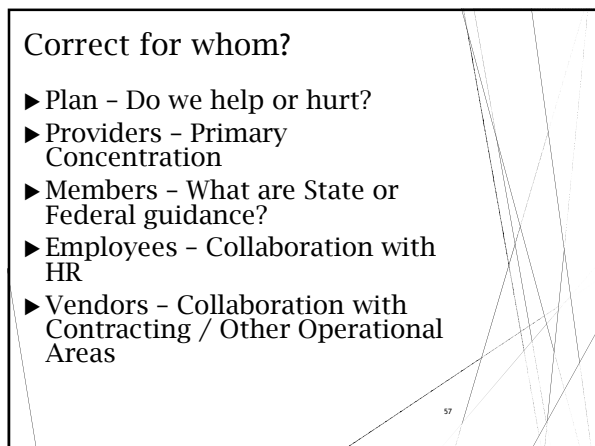 Correct for whom?
▶Plan – Do we help or hurt?
▶Providers – Primary
Concentration
▶Members – What are State or
Federal guidance?
▶Employees – Collaboration with
HR
▶Vendors – Collaboration with
Contracting / Other Operational
Areas
57